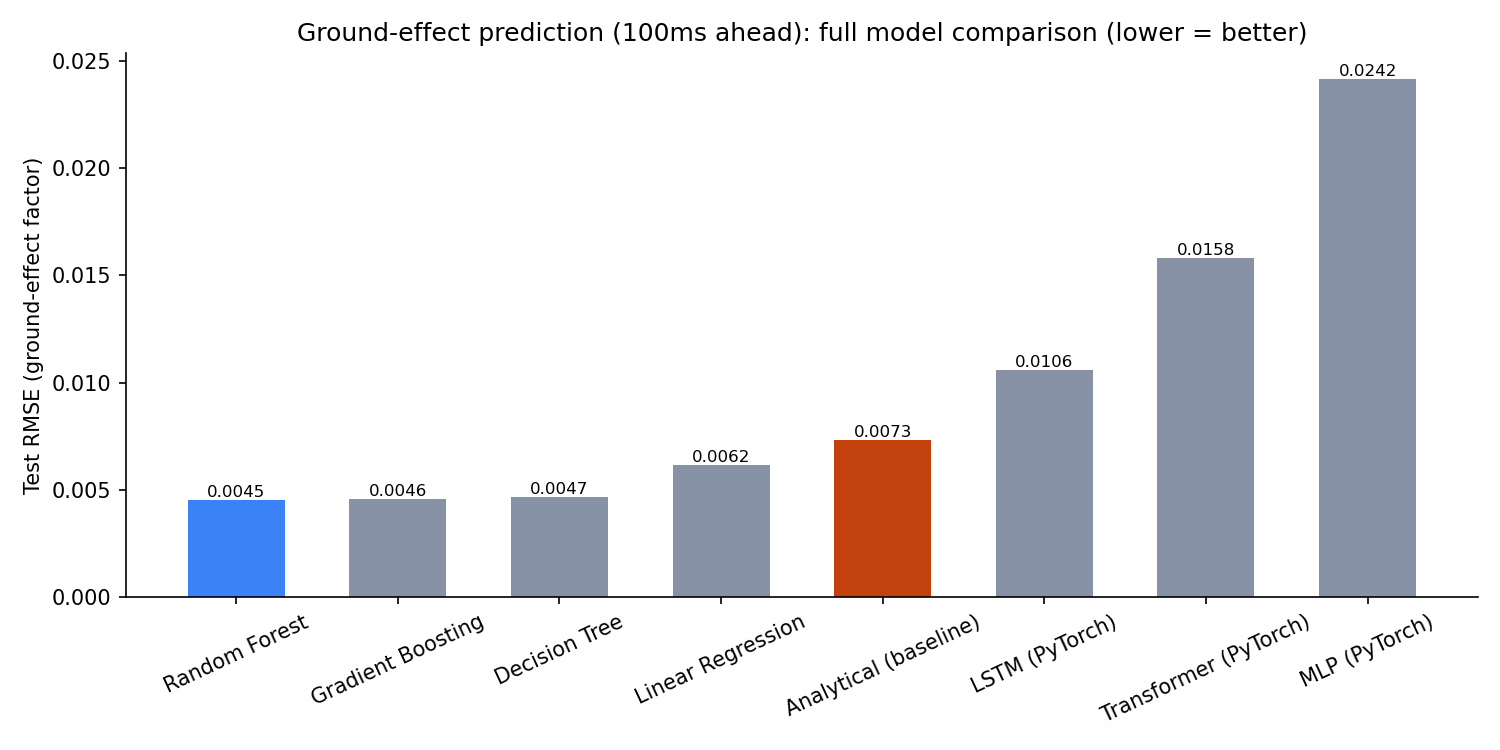 Ground-effect prediction (100ms ahead): full model comparison (lower = better)
Test RMSE (ground-effect factor)
0.025
0.020
0.015
0.010
0.005
0.000
0.0045
0.0046
0.0047
0.0062
0.0073
0.0106
0.0158
0.0242
Random Forest
Gradient Boosting
Decision Tree
Linear Regression
Analytical (baseline)
LSTM (PyTorch)
Transformer (PyTorch)
MLP (PyTorch)